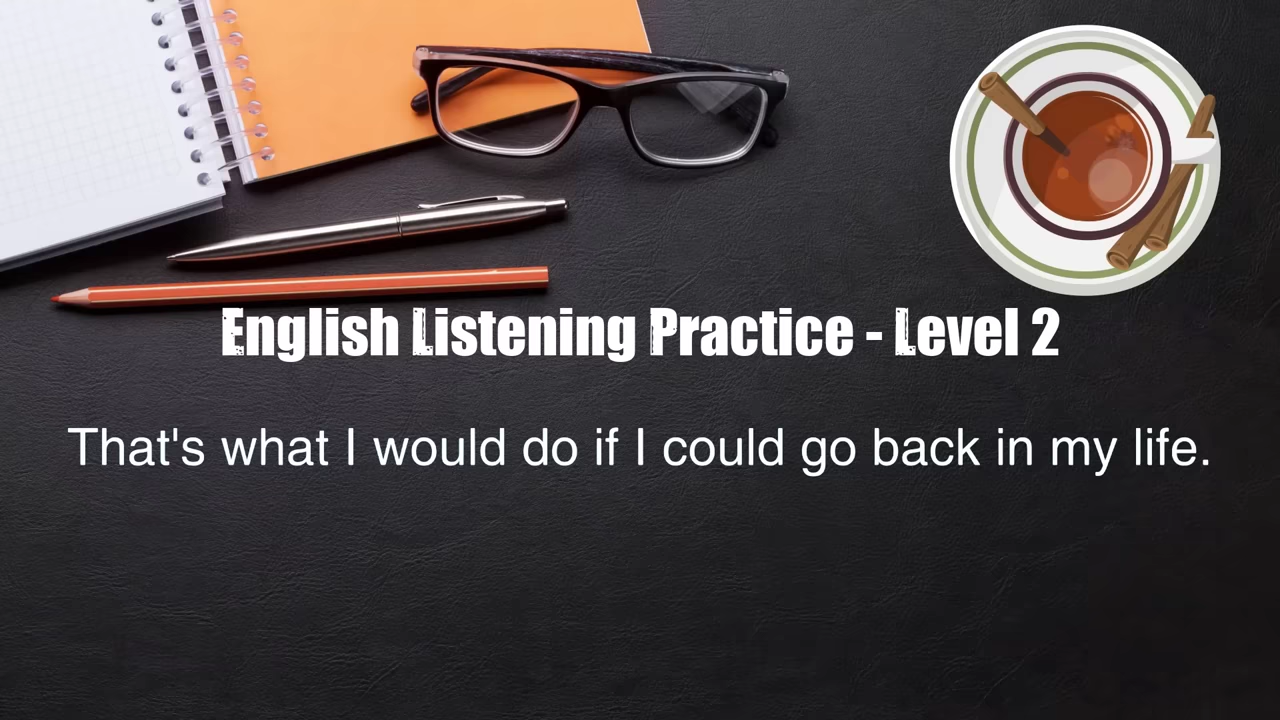 English Listening Practice - Level 2
That's what I would do if I could go back in my life.